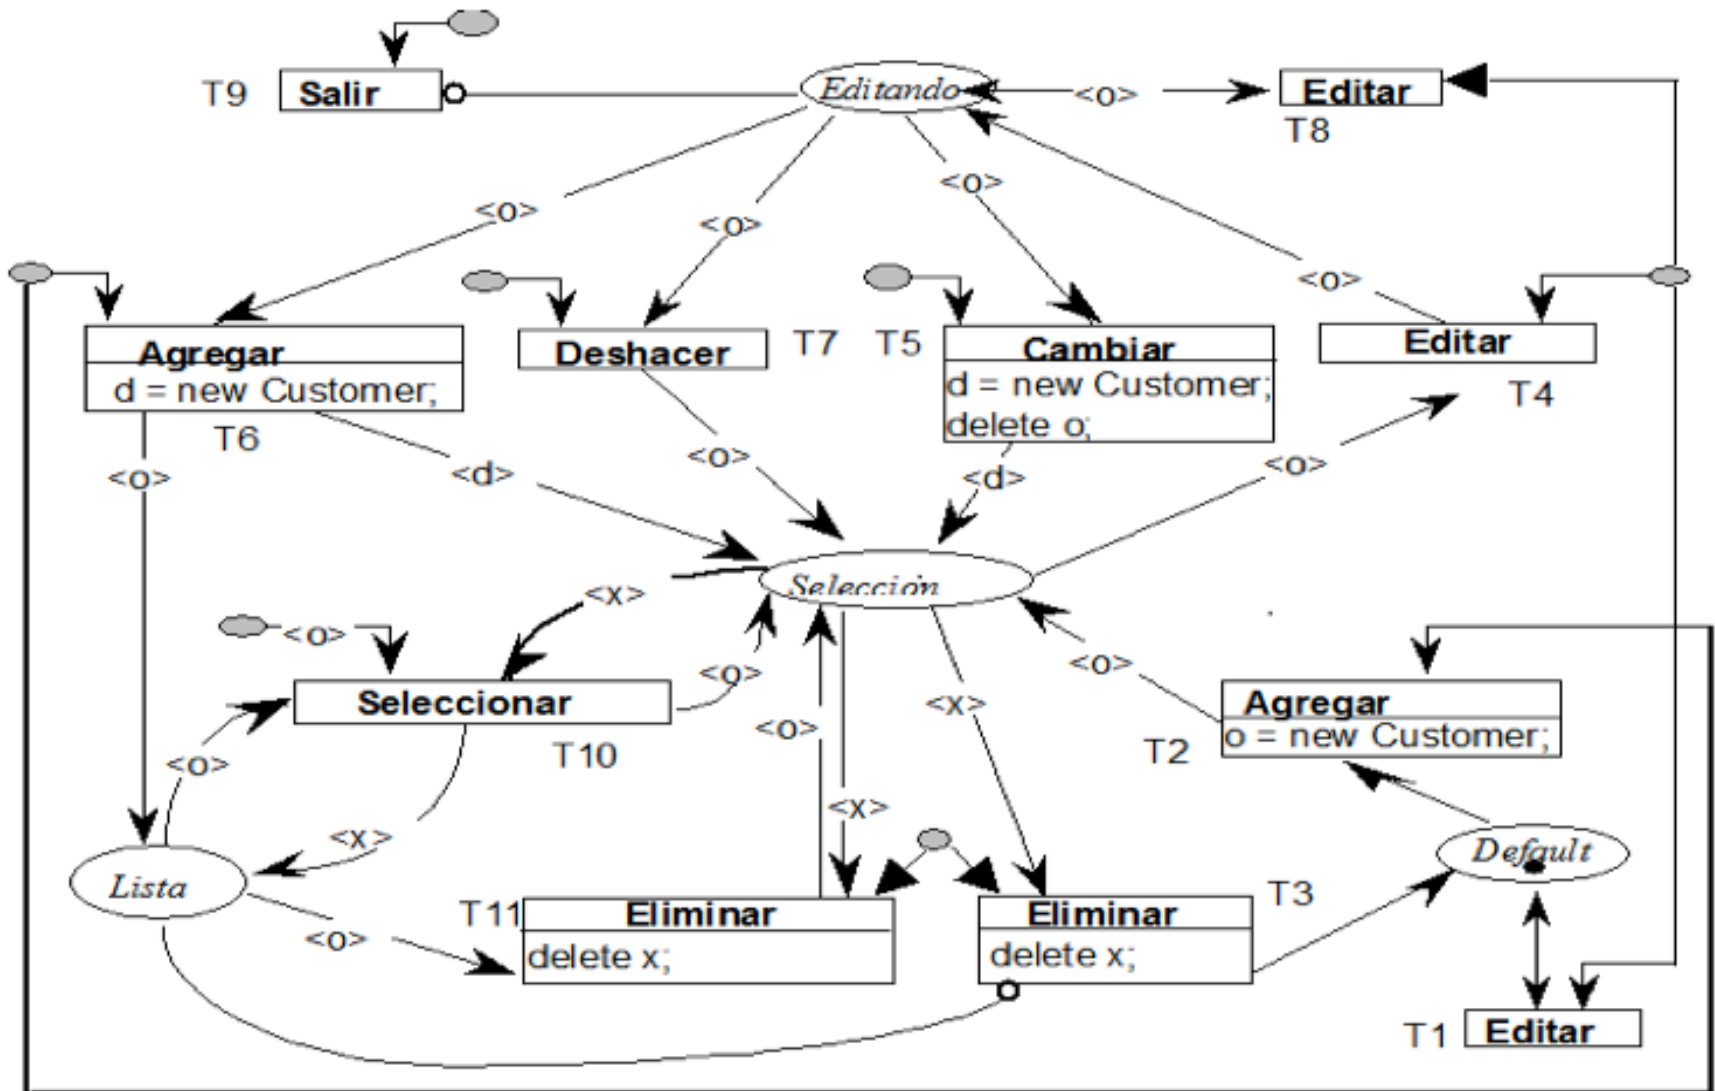 T9
Salir
Editando
<o>
Editar
T8
<o>
<o>
<o>
<o>
Agregar
d = new Customer;
T6
Deshacer
T7
T5
Cambiar
d = new Customer;
delete o;
Editar
T4
<o>
<d>
<o>
<d>
<o>
Selección
<x>
<o>
Seleccionar
T10
<o>
<o>
<x>
<o>
<o>
<x>
<x>
<x>
<o>
Agregar
o = new Customer;
T2
Lista
Default
<o>
T11
Eliminar
delete x;
Eliminar
delete x;
T3
T1
Editar